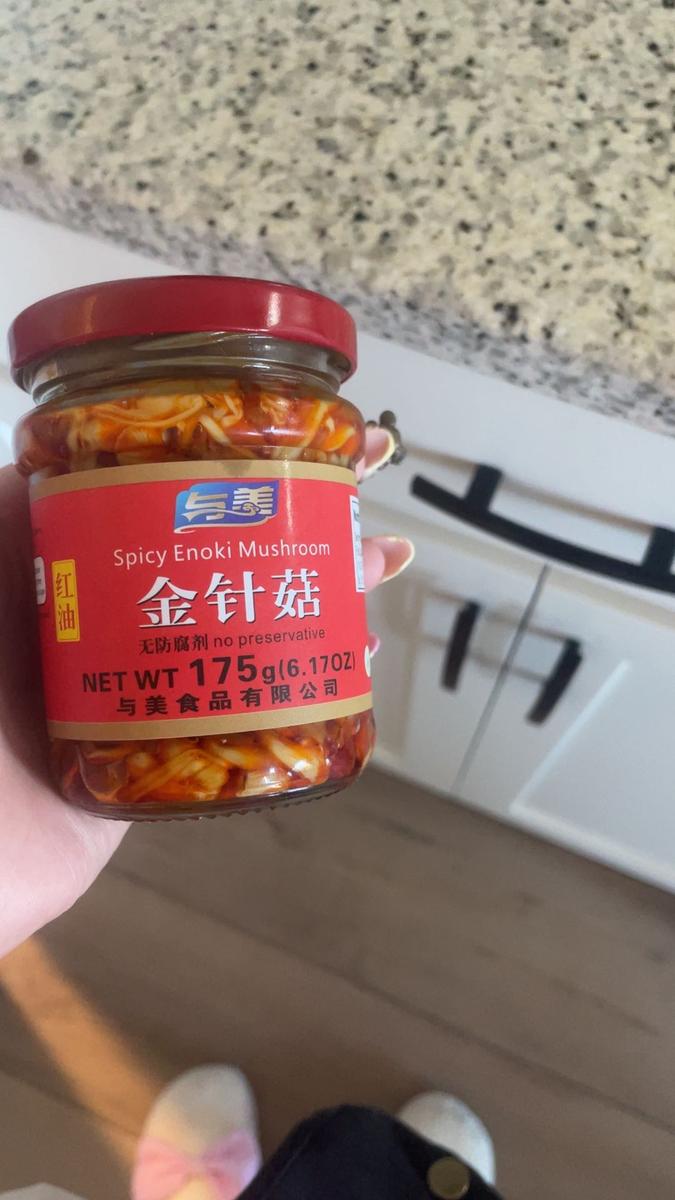 与美
Spicy Enoki Mushroom
红油
金针菇
无防腐剂 no preservative
NET WT 175g(6.17OZ)
与美食品有限公司